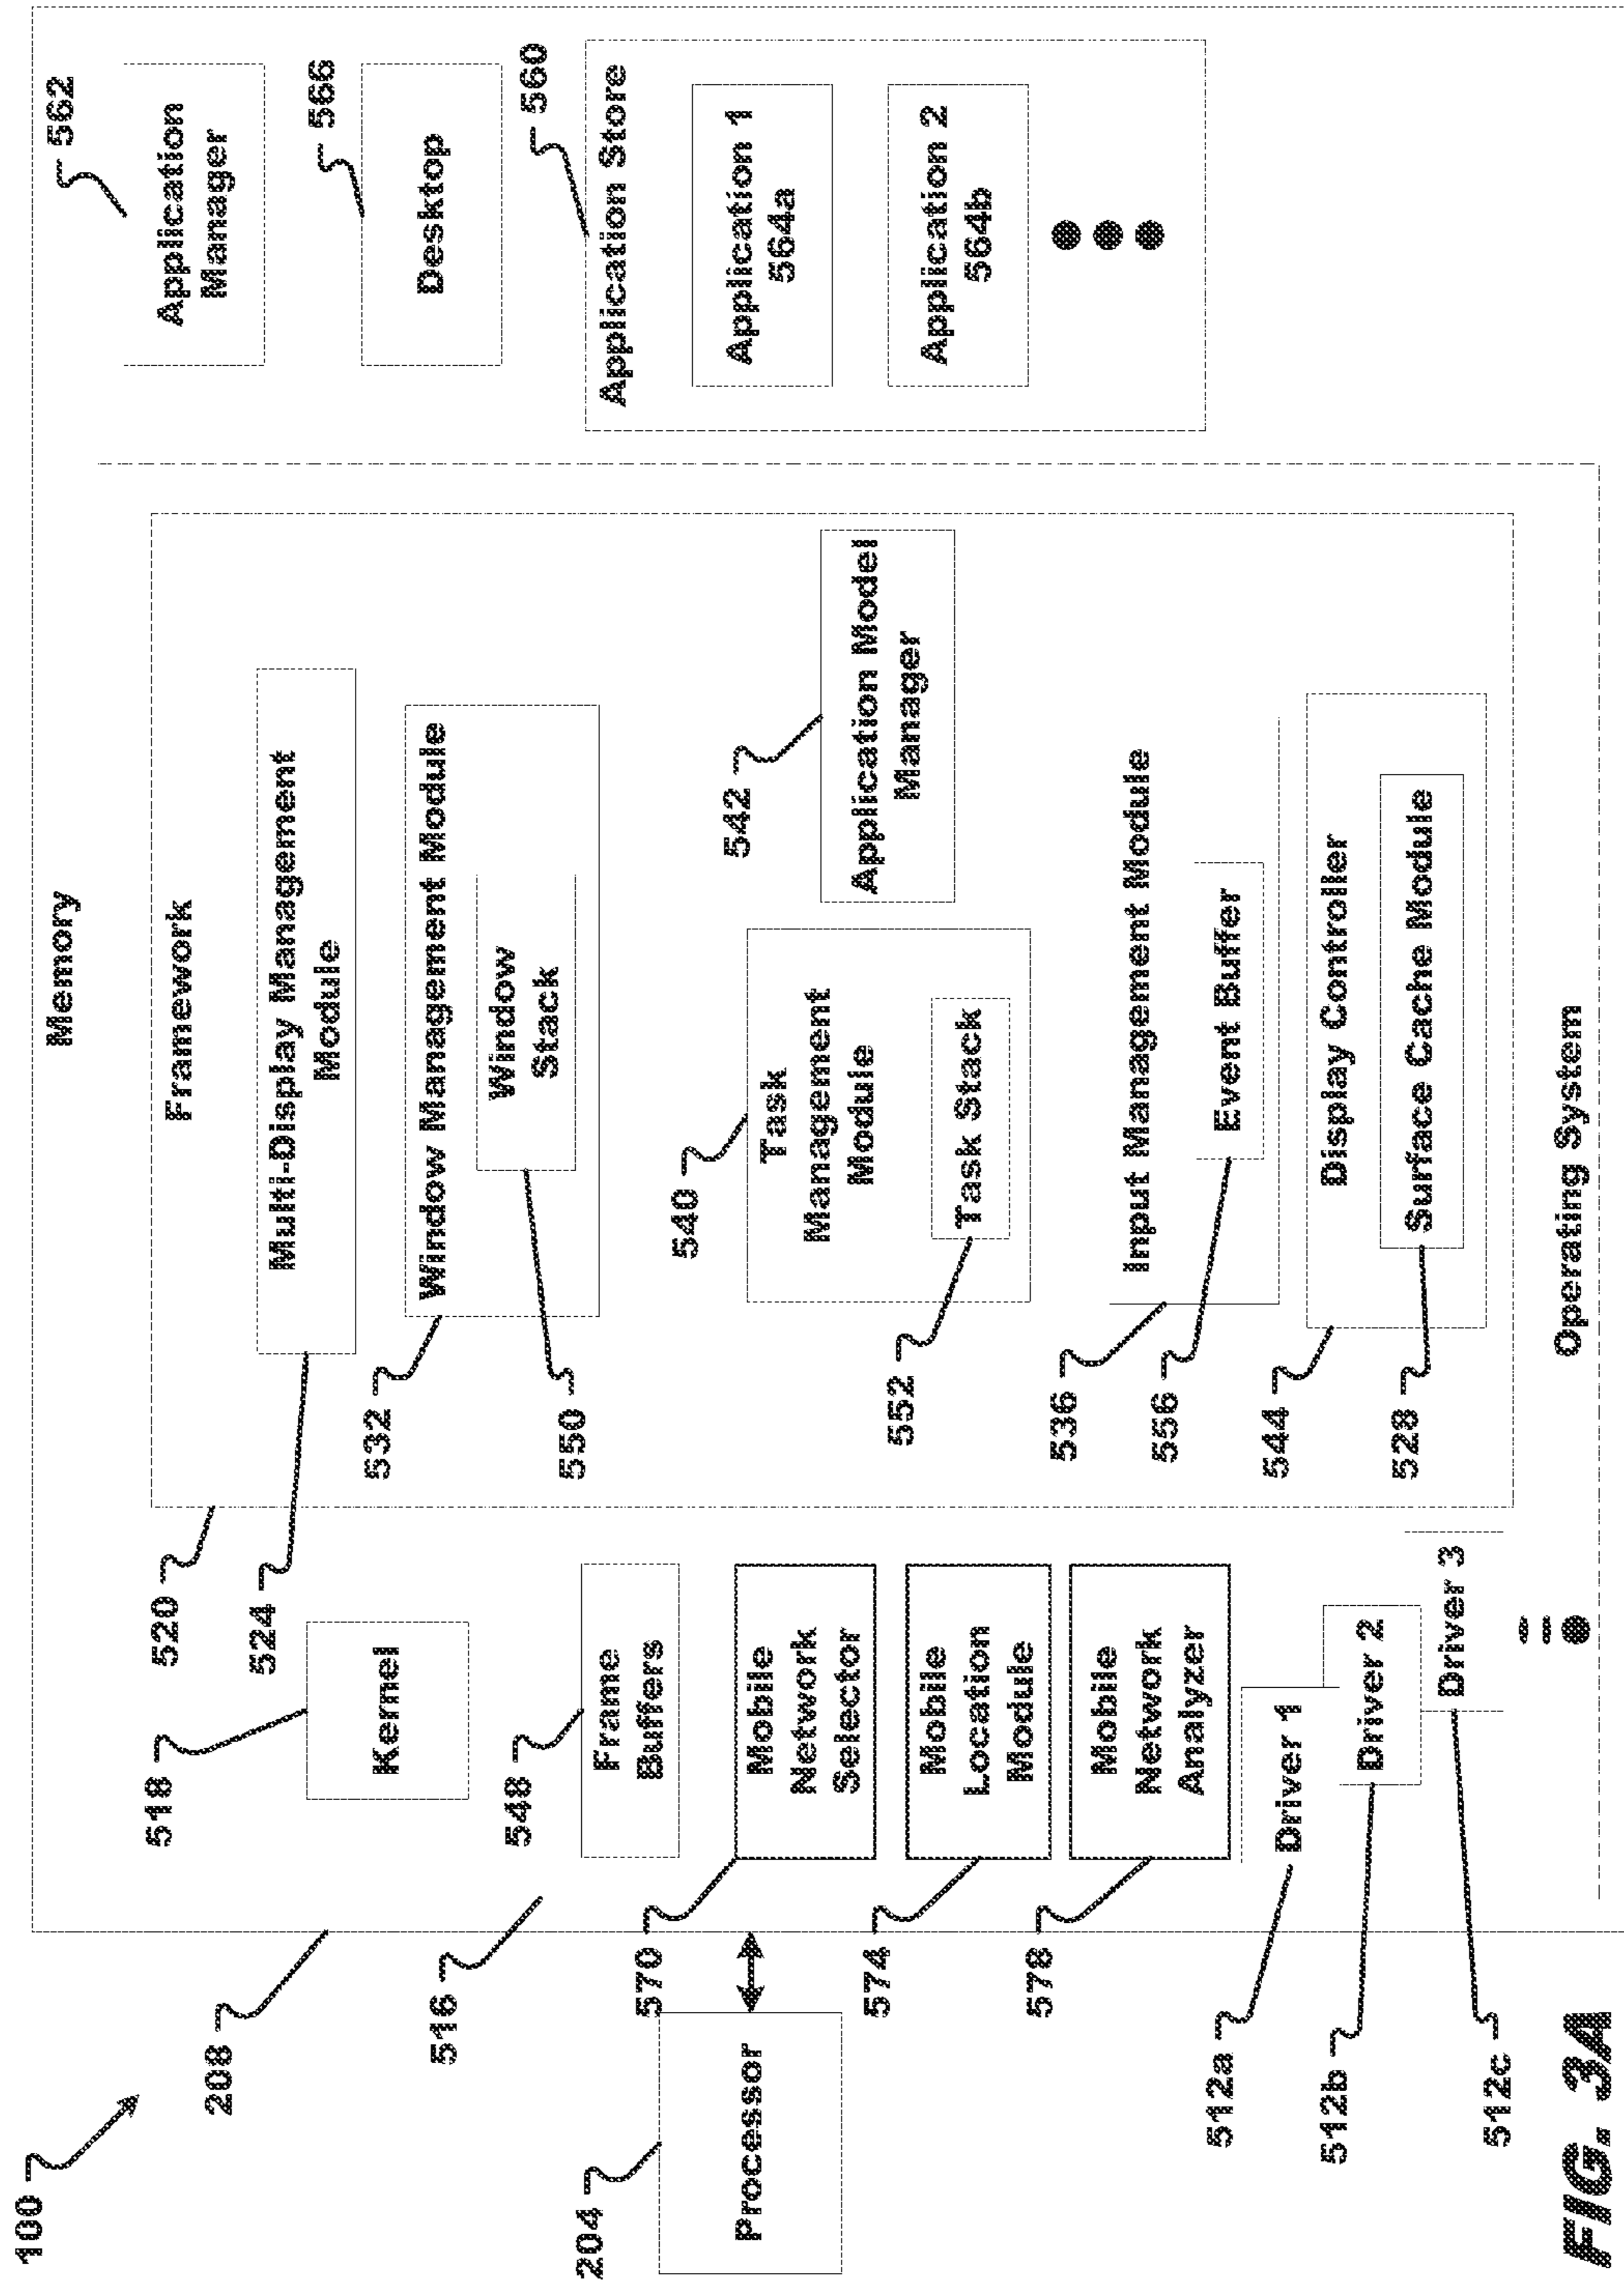 100
208
Memory
562
Application
Manager
566
Desktop
560
Application Store
Application 1
564a
Application 2
564b
520
Framework
524
Multi-Display Management
Module
532
Window Management Module
550
Window
Stack
540
Task
Management
Module
552
Task Stack
542
Application Model
Manager
536
Input Management Module
556
Event Buffer
544
Display Controller
528
Surface Cache Module
Operating System
518
Kernel
516
548
Frame
Buffers
570
Mobile
Network
Selector
574
Mobile
Location
Module
578
Mobile
Network
Analyzer
512a
Driver 1
512b
Driver 2
512c
Driver 3
204
Processor
FIG. 3A